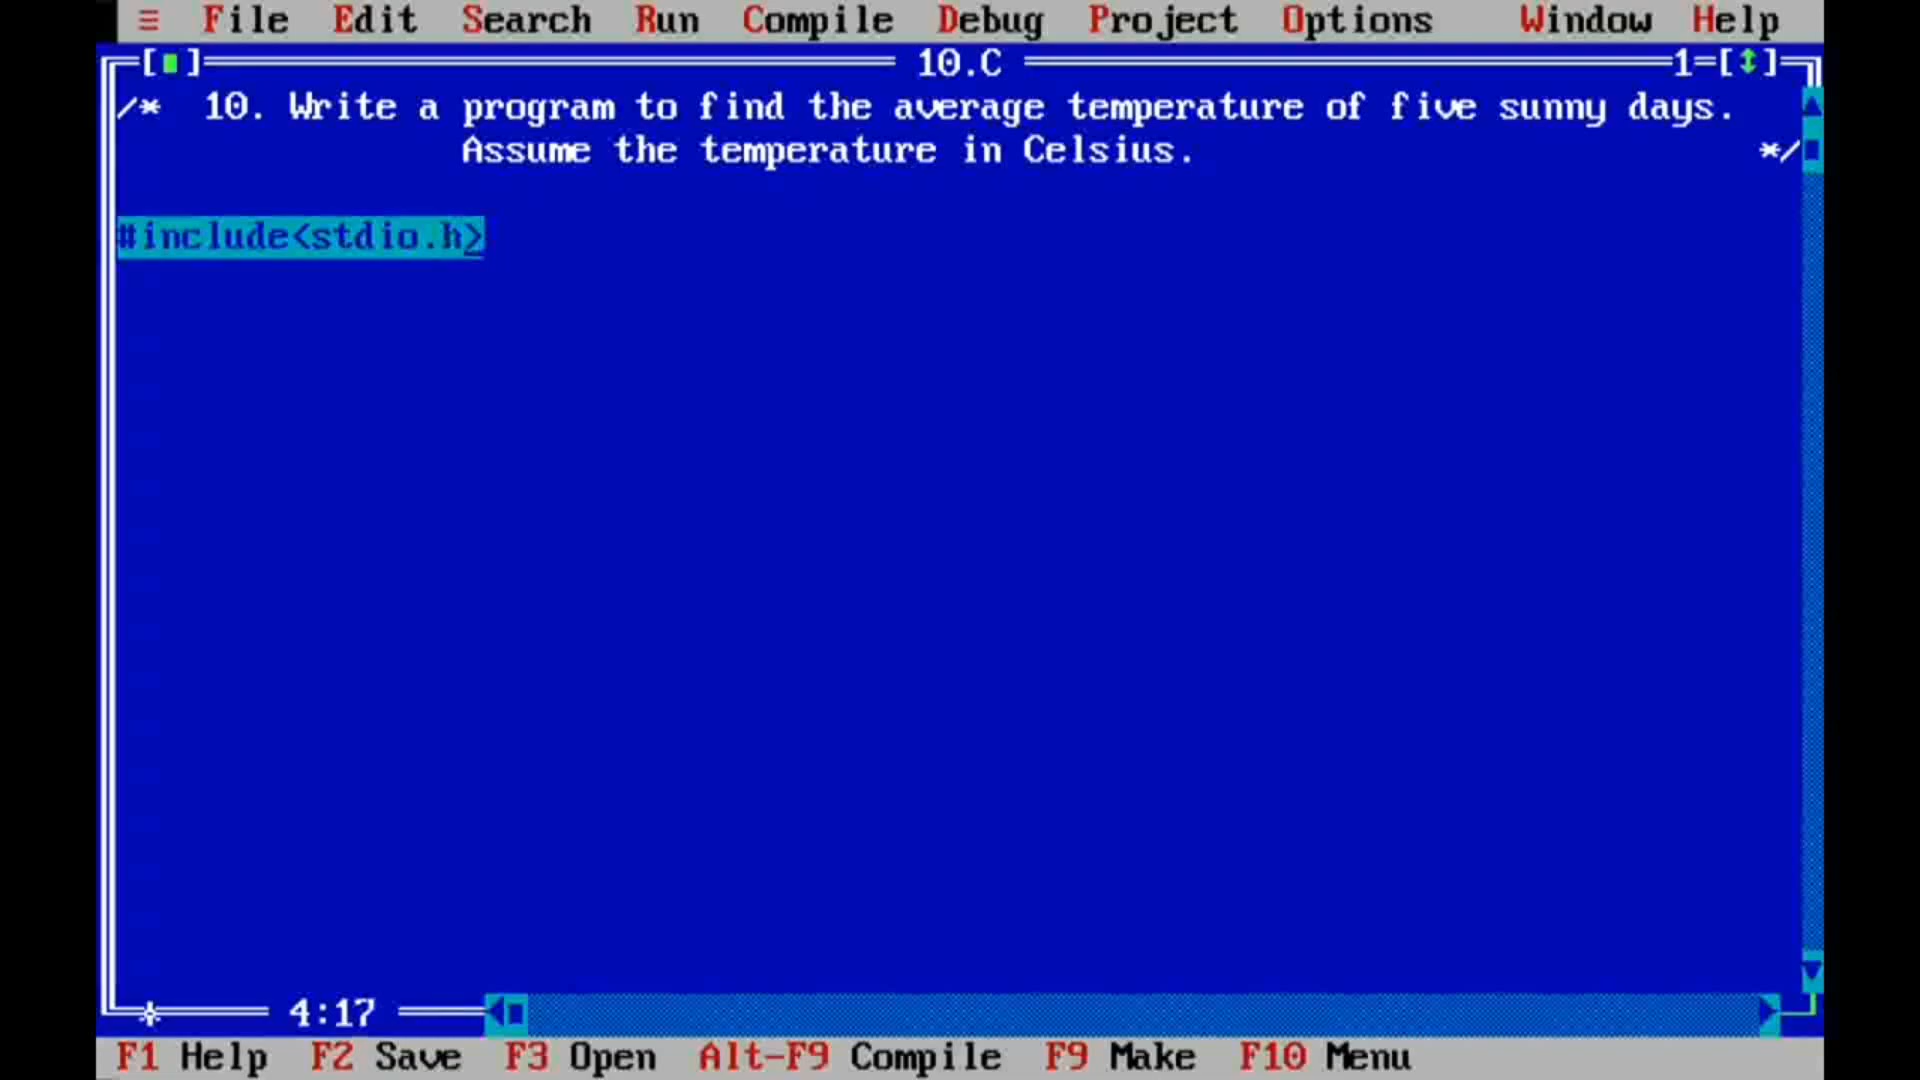 ≡ File Edit Search Run Compile Debug Project Options Window Help
[■] 10.C 1=[↕]
/* 10. Write a program to find the average temperature of five sunny days.
Assume the temperature in Celsius. */
#include<stdio.h>
* 4:17
F1 Help F2 Save F3 Open Alt-F9 Compile F9 Make F10 Menu